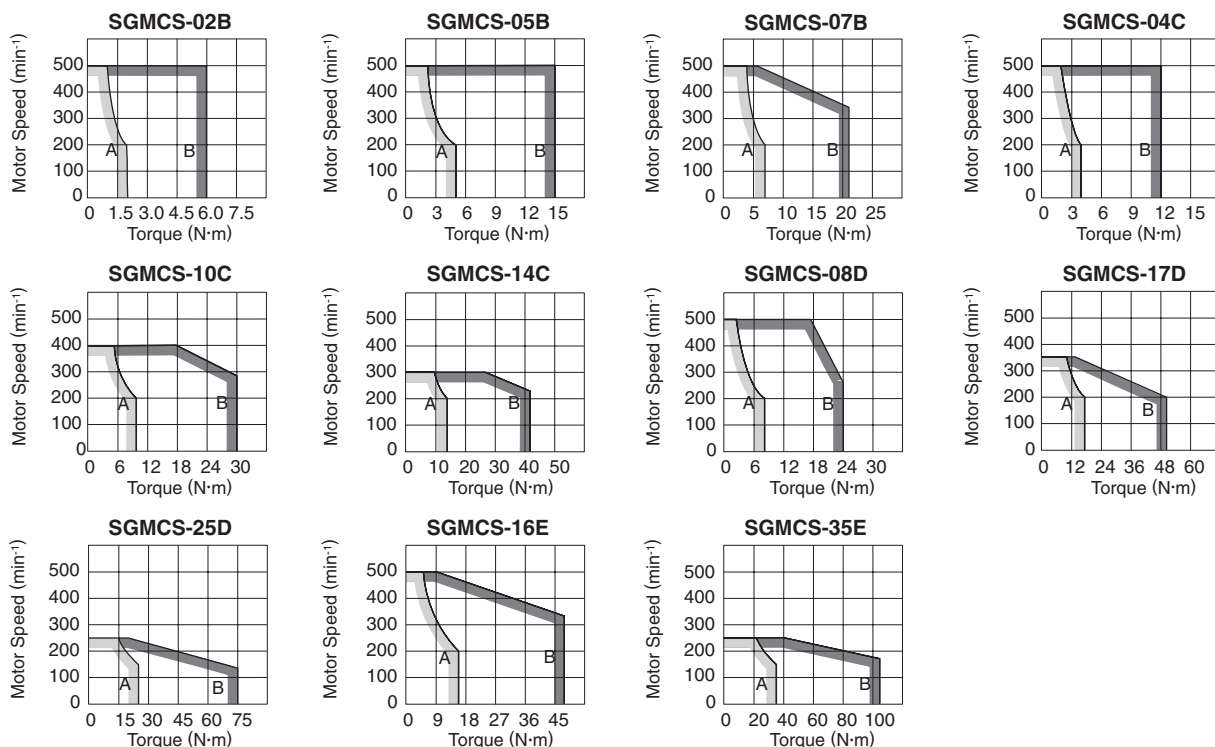 SGMCS-02B
Motor Speed (min-1)
500
400
300
200
100
0
A
B
0 1.5 3.0 4.5 6.0 7.5
Torque (N·m)
SGMCS-05B
Motor Speed (min-1)
500
400
300
200
100
0
A
B
0 3 6 9 12 15
Torque (N·m)
SGMCS-07B
Motor Speed (min-1)
500
400
300
200
100
0
A
B
0 5 10 15 20 25
Torque (N·m)
SGMCS-04C
Motor Speed (min-1)
500
400
300
200
100
0
A
B
0 3 6 9 12 15
Torque (N·m)
SGMCS-10C
Motor Speed (min-1)
500
400
300
200
100
0
A
B
0 6 12 18 24 30
Torque (N·m)
SGMCS-14C
Motor Speed (min-1)
500
400
300
200
100
0
A
B
0 10 20 30 40 50
Torque (N·m)
SGMCS-08D
Motor Speed (min-1)
500
400
300
200
100
0
A
B
0 6 12 18 24 30
Torque (N·m)
SGMCS-17D
Motor Speed (min-1)
500
400
300
200
100
0
A
B
0 12 24 36 48 60
Torque (N·m)
SGMCS-25D
Motor Speed (min-1)
500
400
300
200
100
0
A
B
0 15 30 45 60 75
Torque (N·m)
SGMCS-16E
Motor Speed (min-1)
500
400
300
200
100
0
A
B
0 9 18 27 36 45
Torque (N·m)
SGMCS-35E
Motor Speed (min-1)
500
400
300
200
100
0
A
B
0 20 40 60 80 100
Torque (N·m)